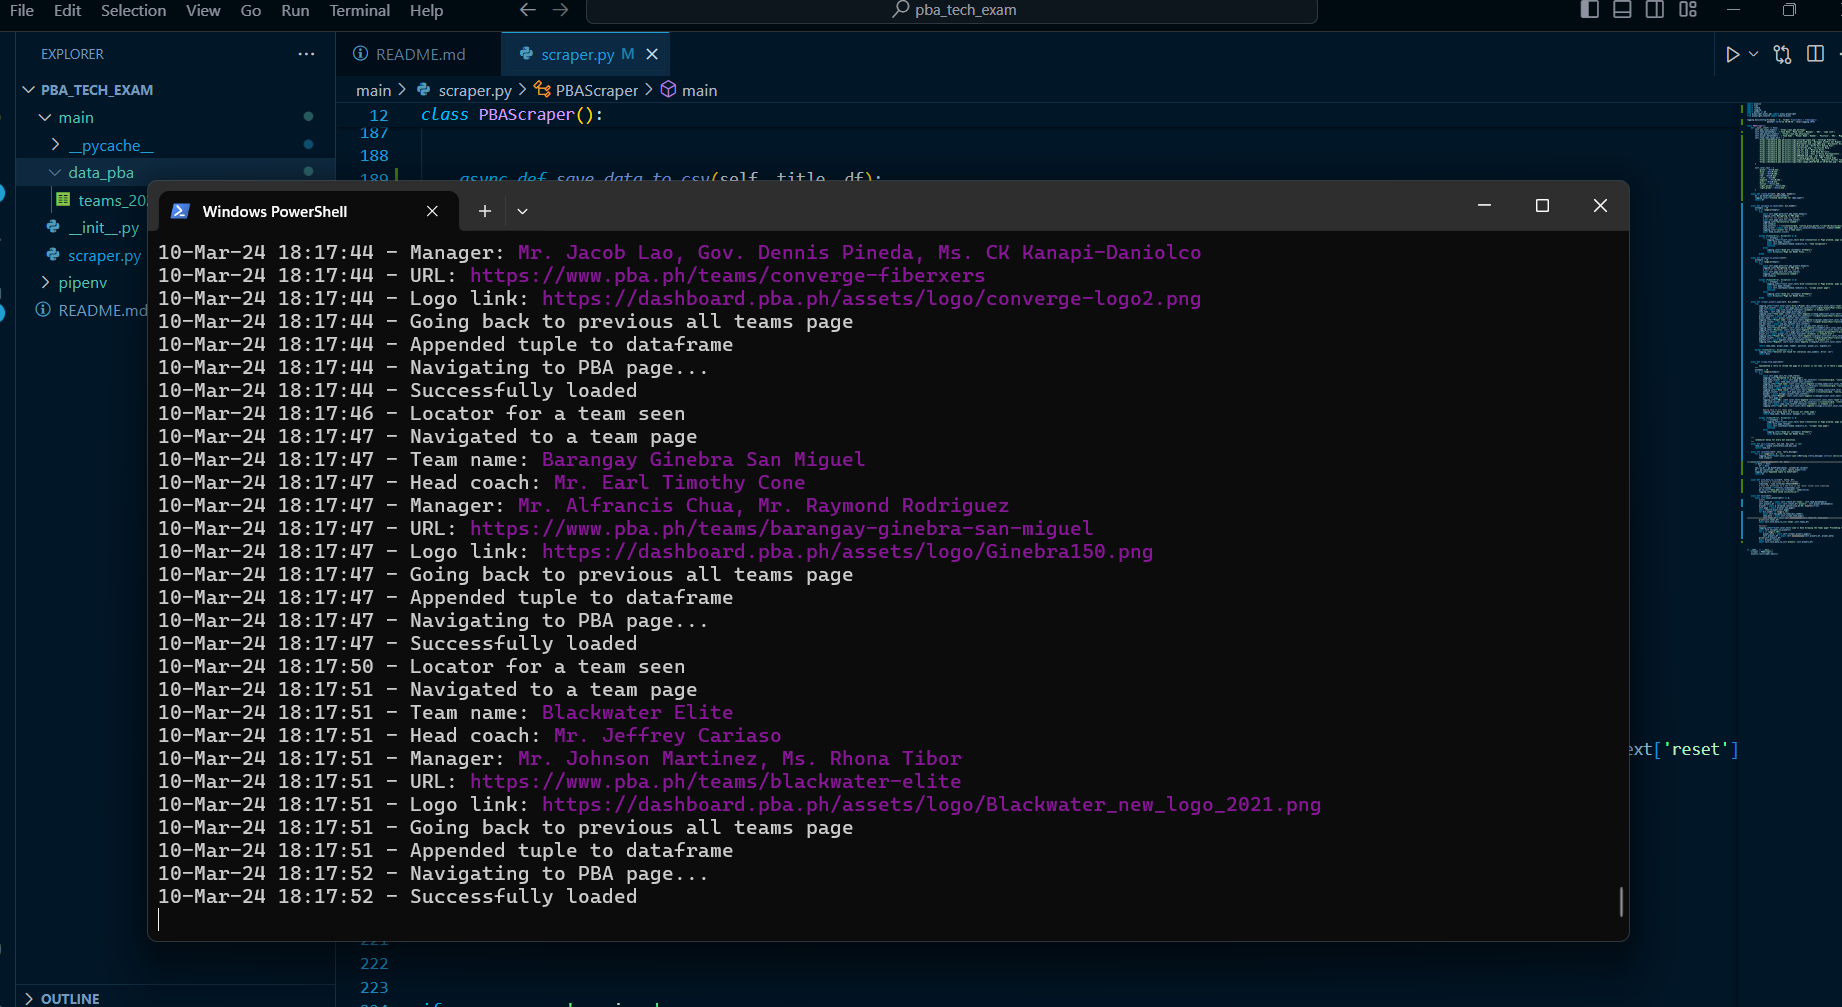 File Edit Selection View Go Run Terminal Help
pba_tech_exam
EXPLORER
README.md
scraper.py M
PBA_TECH_EXAM
main > scraper.py > PBAScraper > main
main
12 class PBAScraper():
__pycache__
187
188
data_pba
189 async def save_data_to_csv(self, title, df):
teams_20
__init__.py
scraper.py
pipenv
README.md
Windows PowerShell
10-Mar-24 18:17:44 - Manager: Mr. Jacob Lao, Gov. Dennis Pineda, Ms. CK Kanapi-Daniolco
10-Mar-24 18:17:44 - URL: https://www.pba.ph/teams/converge-fiberxers
10-Mar-24 18:17:44 - Logo link: https://dashboard.pba.ph/assets/logo/converge-logo2.png
10-Mar-24 18:17:44 - Going back to previous all teams page
10-Mar-24 18:17:44 - Appended tuple to dataframe
10-Mar-24 18:17:44 - Navigating to PBA page...
10-Mar-24 18:17:44 - Successfully loaded
10-Mar-24 18:17:46 - Locator for a team seen
10-Mar-24 18:17:47 - Navigated to a team page
10-Mar-24 18:17:47 - Team name: Barangay Ginebra San Miguel
10-Mar-24 18:17:47 - Head coach: Mr. Earl Timothy Cone
10-Mar-24 18:17:47 - Manager: Mr. Alfrancis Chua, Mr. Raymond Rodriguez
10-Mar-24 18:17:47 - URL: https://www.pba.ph/teams/barangay-ginebra-san-miguel
10-Mar-24 18:17:47 - Logo link: https://dashboard.pba.ph/assets/logo/Ginebra150.png
10-Mar-24 18:17:47 - Going back to previous all teams page
10-Mar-24 18:17:47 - Appended tuple to dataframe
10-Mar-24 18:17:47 - Navigating to PBA page...
10-Mar-24 18:17:47 - Successfully loaded
10-Mar-24 18:17:50 - Locator for a team seen
10-Mar-24 18:17:51 - Navigated to a team page
10-Mar-24 18:17:51 - Team name: Blackwater Elite
10-Mar-24 18:17:51 - Head coach: Mr. Jeffrey Cariaso
10-Mar-24 18:17:51 - Manager: Mr. Johnson Martinez, Ms. Rhona Tibor
10-Mar-24 18:17:51 - URL: https://www.pba.ph/teams/blackwater-elite
10-Mar-24 18:17:51 - Logo link: https://dashboard.pba.ph/assets/logo/Blackwater_new_logo_2021.png
10-Mar-24 18:17:51 - Going back to previous all teams page
10-Mar-24 18:17:51 - Appended tuple to dataframe
10-Mar-24 18:17:52 - Navigating to PBA page...
10-Mar-24 18:17:52 - Successfully loaded
ext['reset']
221
222
223
OUTLINE